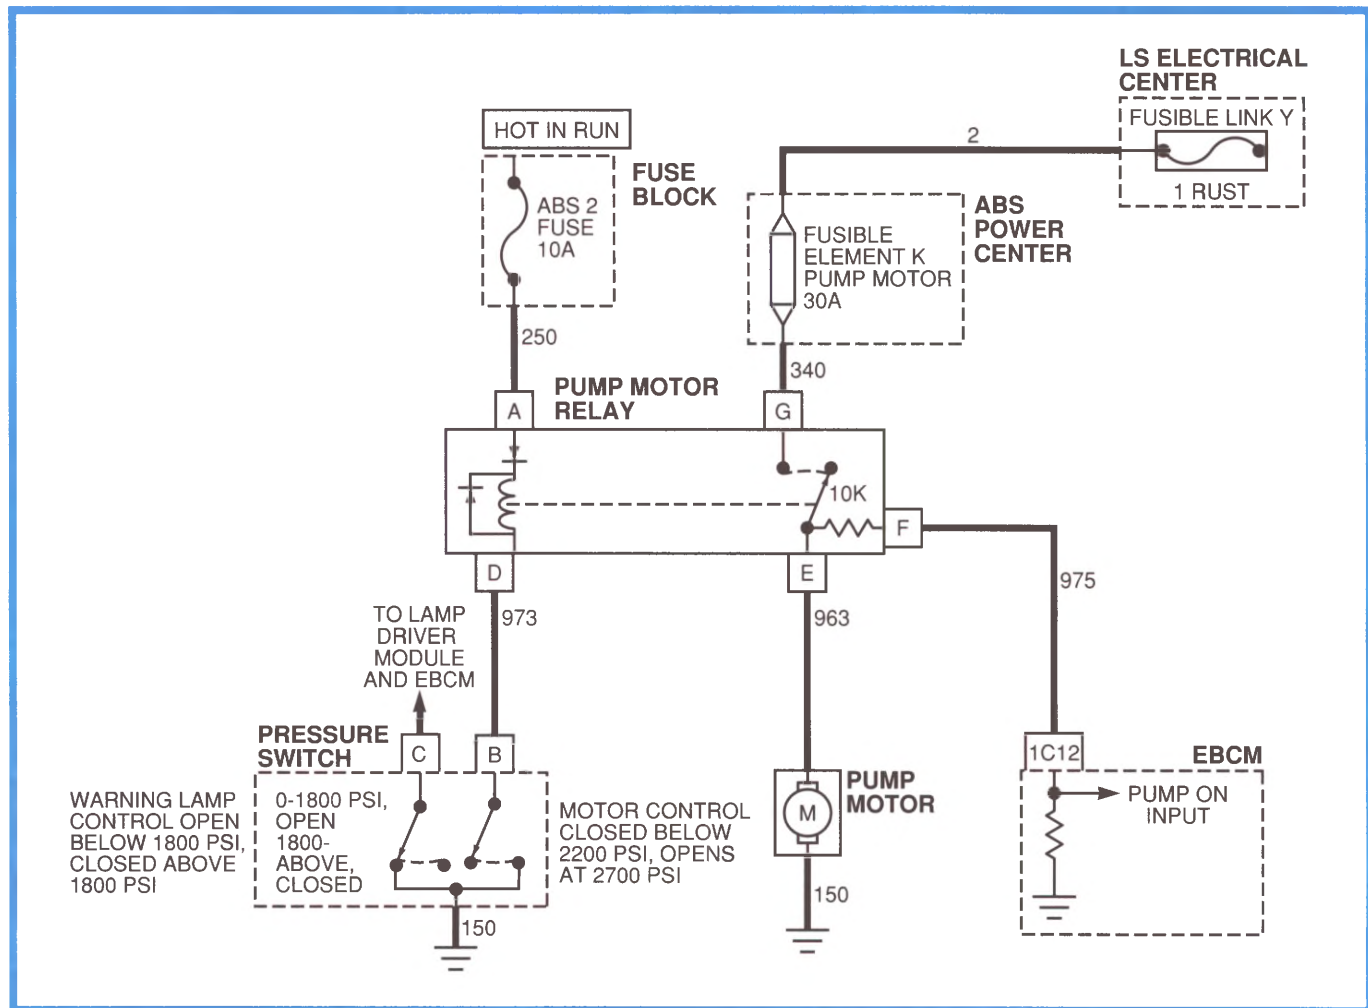 LS ELECTRICAL
CENTER
FUSIBLE LINK Y
1 RUST
2
HOT IN RUN
FUSE
BLOCK
ABS 2
FUSE
10A
250
ABS
POWER
CENTER
FUSIBLE
ELEMENT K
PUMP MOTOR
30A
340
PUMP MOTOR
RELAY
A
G
10K
F
D
E
973
963
975
TO LAMP
DRIVER
MODULE
AND EBCM
PRESSURE
SWITCH
C
B
WARNING LAMP
CONTROL OPEN
BELOW 1800 PSI,
CLOSED ABOVE
1800 PSI
0-1800 PSI,
OPEN
1800-
ABOVE,
CLOSED
MOTOR CONTROL
CLOSED BELOW
2200 PSI, OPENS
AT 2700 PSI
150
PUMP
MOTOR
M
150
1C12
EBCM
PUMP ON
INPUT